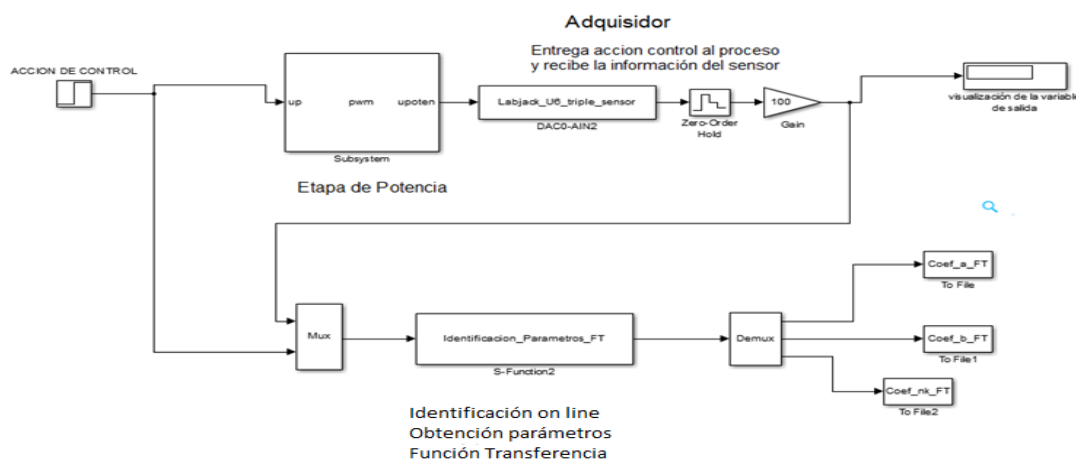 Adquisidor
Entrega accion control al proceso
y recibe la información del sensor
ACCION DE CONTROL
up
pwm
upoten
Subsystem
Labjack_U6_triple_sensor
DAC0-AIN2
Zero-Order
Hold
100
Gain
visualización de la variable
de salida
Etapa de Potencia
Mux
Identificacion_Parametros_FT
S-Function2
Demux
Coef_a_FT
To File
Coef_b_FT
To File1
Coef_nk_FT
To File2
Identificación on line
Obtención parámetros
Función Transferencia